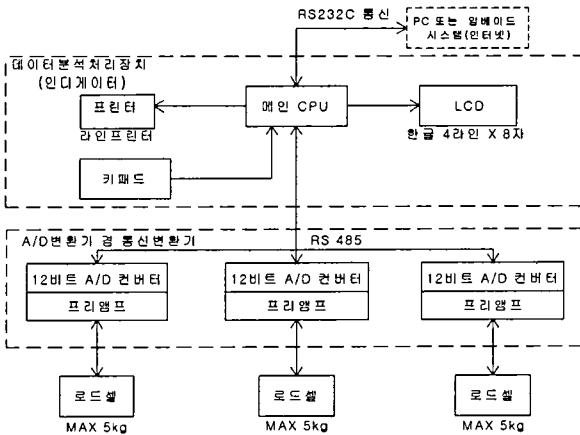 RS232C 통신
PC 또는 임베이드
시스템(인터넷)
데이터분석처리장치
(인디게이터)
프린터
라인프린터
메인 CPU
LCD
한글 4라인 X 8자
키패드
A/D변환기 겸 통신변환기
RS 485
12비트 A/D 컨버터
프리앰프
12비트 A/D 컨버터
프리앰프
12비트 A/D 컨버터
프리앰프
로드셀
MAX 5kg
로드셀
MAX 5kg
로드셀
MAX 5kg